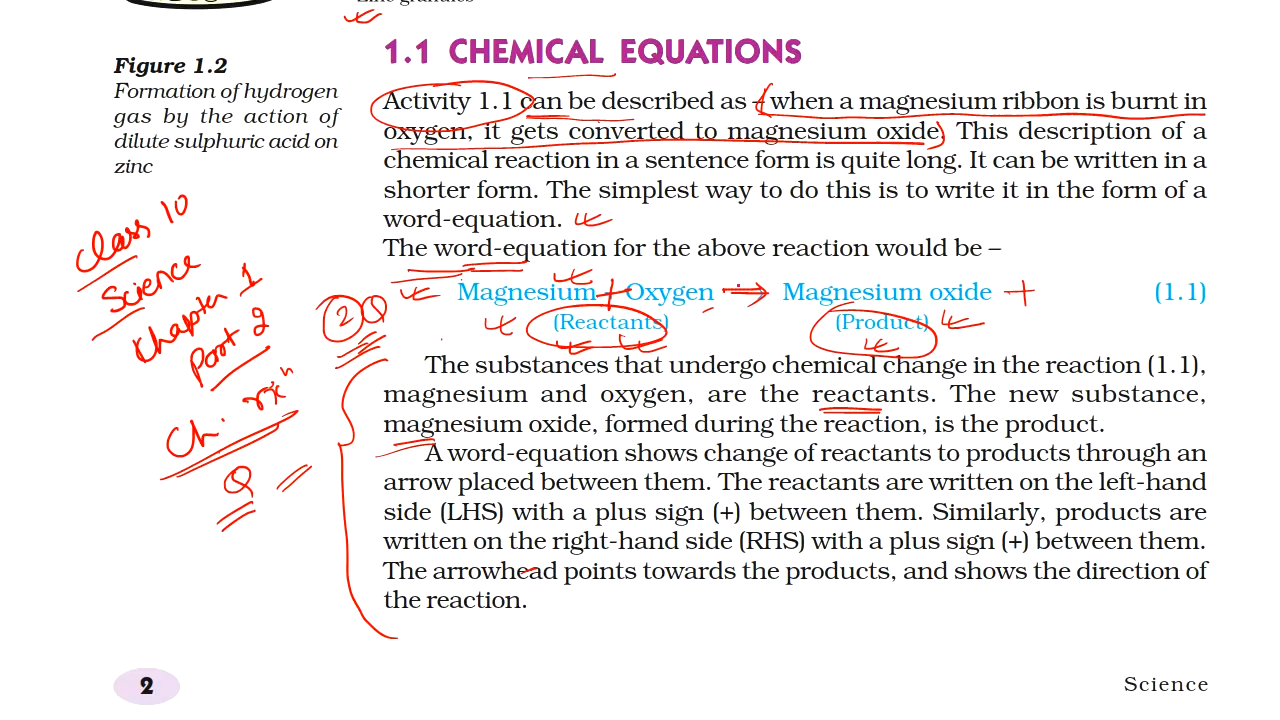 Zinc granules
1.1 CHEMICAL EQUATIONS
Figure 1.2
Formation of hydrogen
gas by the action of
dilute sulphuric acid on
zinc
Activity 1.1 can be described as – when a magnesium ribbon is burnt in
oxygen, it gets converted to magnesium oxide. This description of a
chemical reaction in a sentence form is quite long. It can be written in a
shorter form. The simplest way to do this is to write it in the form of a
word-equation.
The word-equation for the above reaction would be –
Magnesium + Oxygen → Magnesium oxide + (1.1)
(Reactants) (Product)
The substances that undergo chemical change in the reaction (1.1),
magnesium and oxygen, are the reactants. The new substance,
magnesium oxide, formed during the reaction, is the product.
A word-equation shows change of reactants to products through an
arrow placed between them. The reactants are written on the left-hand
side (LHS) with a plus sign (+) between them. Similarly, products are
written on the right-hand side (RHS) with a plus sign (+) between them.
The arrowhead points towards the products, and shows the direction of
the reaction.
Class 10
Science
Chapter 1
Part 2
Ch. rxn
Q
2 Q
2
Science